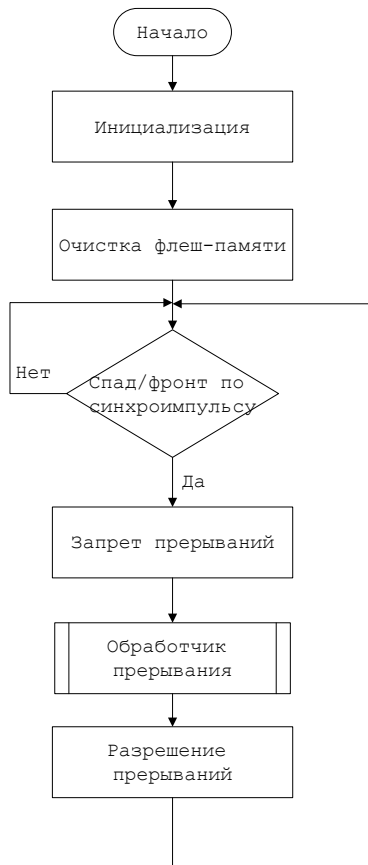 Начало
Инициализация
Очистка флеш-памяти
Нет
Спад/фронт по
синхроимпульсу
Да
Запрет прерываний
Обработчик
прерывания
Разрешение
прерываний